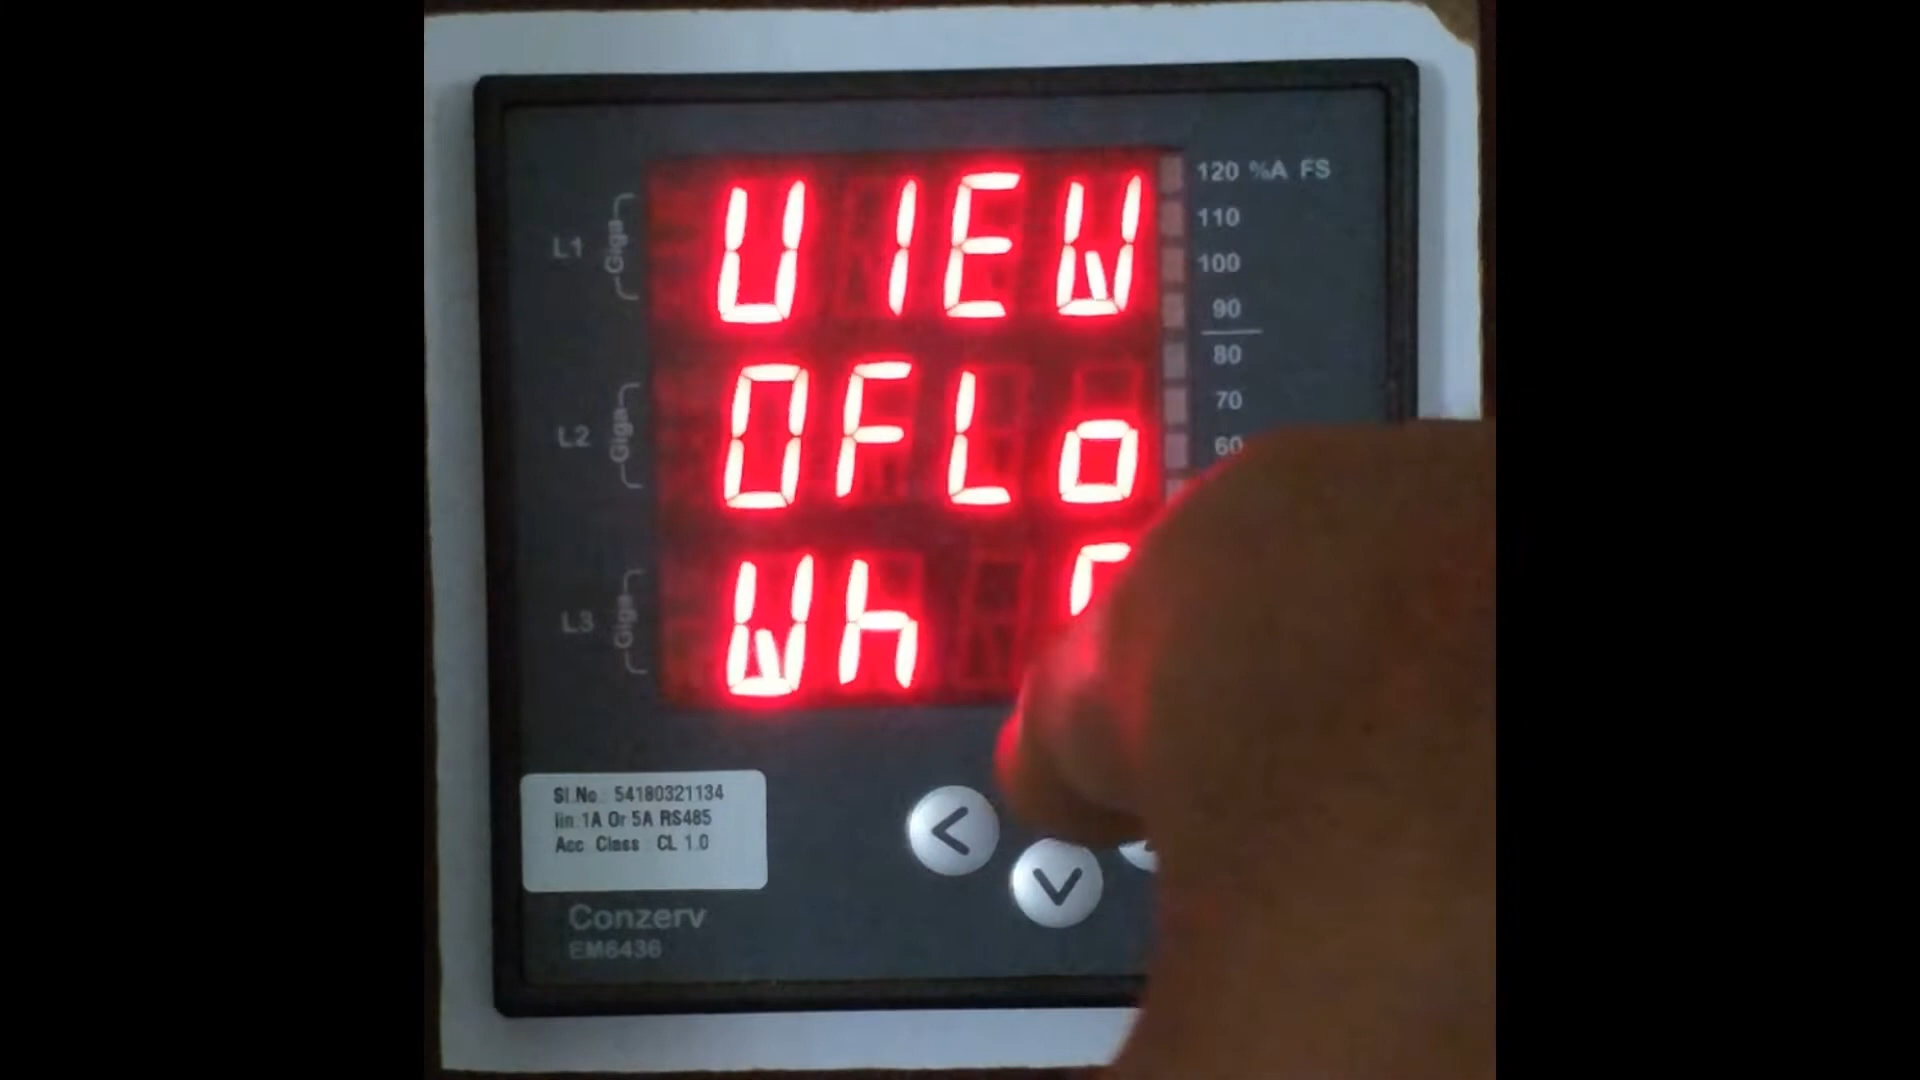 VIEW
120 %A FS
110
L1
Giga
100
90
OFLo
80
70
L2
Giga
60
Wh
L3
Giga
Sl.No: 54180321134
Iin:1A Or 5A RS485
Acc Class: CL 1.0
<
V
Conzerv
EM6436